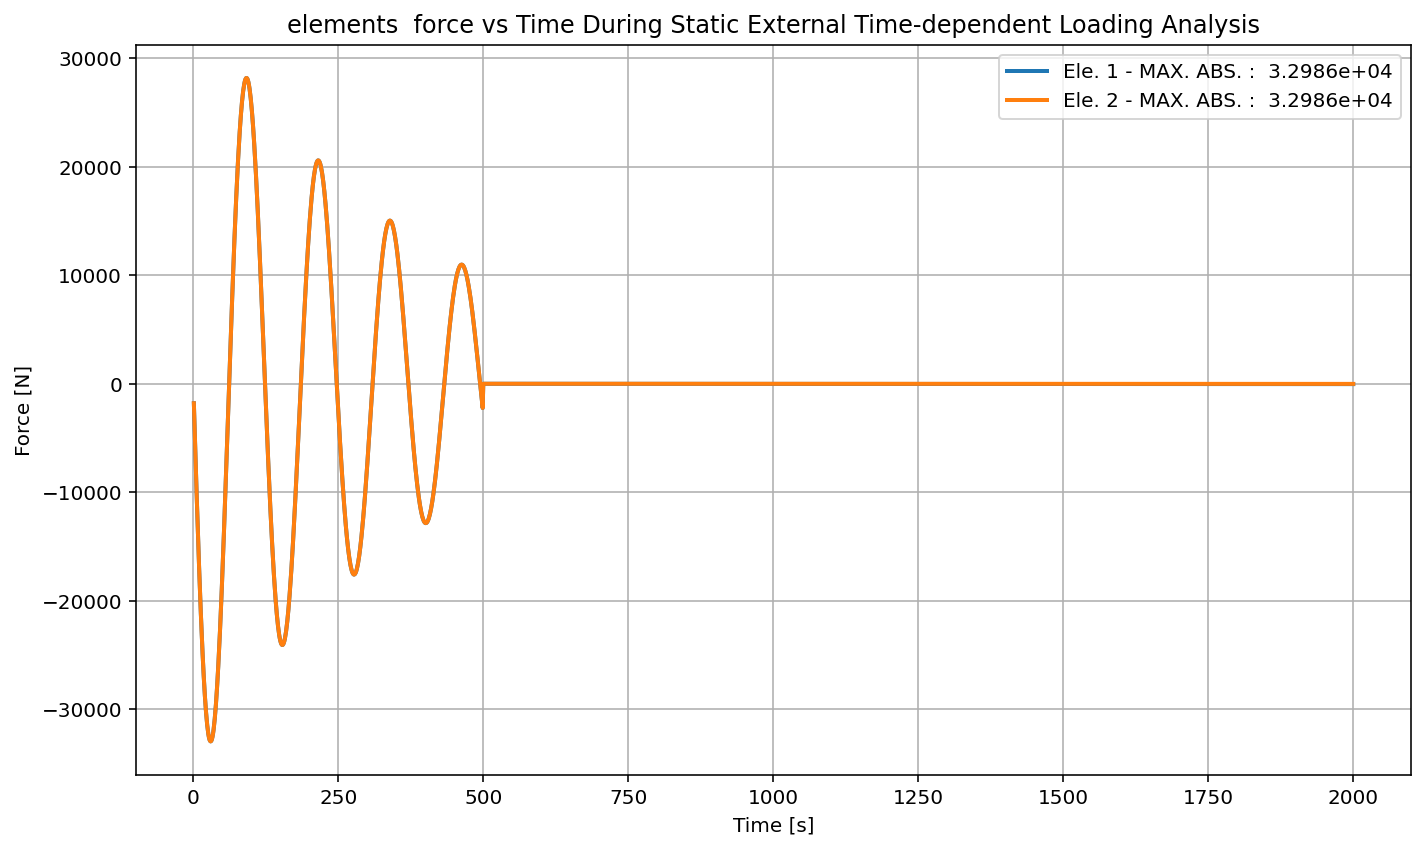 elements  force vs Time During Static External Time-dependent Loading Analysis
30000
20000
10000
0
−10000
−20000
−30000
Force [N]
Ele. 1 - MAX. ABS. :  3.2986e+04
Ele. 2 - MAX. ABS. :  3.2986e+04
0 250 500 750 1000 1250 1500 1750 2000
Time [s]